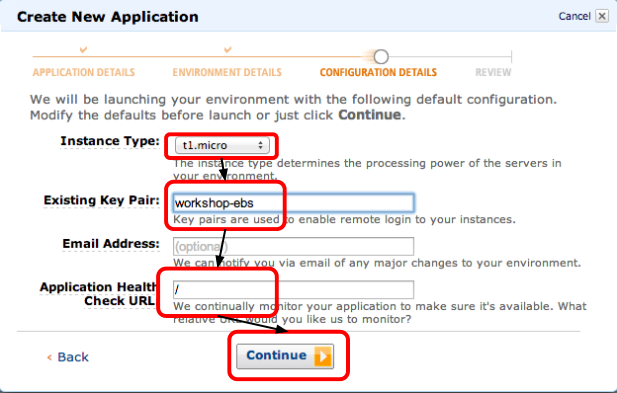 Create New Application
Cancel
APPLICATION DETAILS
ENVIRONMENT DETAILS
CONFIGURATION DETAILS
REVIEW
We will be launching your environment with the following default configuration.
Modify the defaults before launch or just click Continue.
Instance Type:
t1.micro
The instance type determines the processing power of the servers in
your environment.
Existing Key Pair:
workshop-ebs
Key pairs are used to enable remote login to your instances.
Email Address:
(optional)
We can notify you via email of any major changes to your environment.
Application Health
Check URL
/
We continually monitor your application to make sure it's available. What
relative URL would you like us to monitor?
‹ Back
Continue